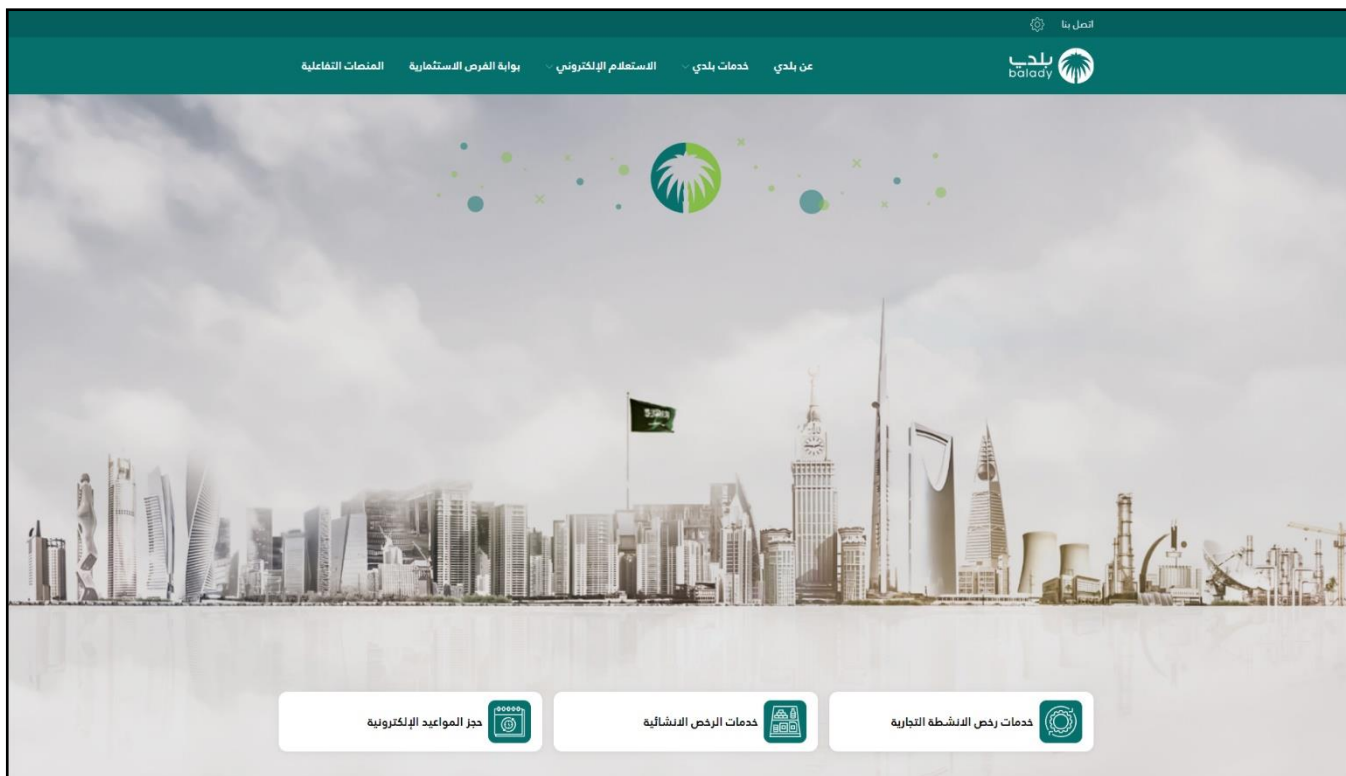 اتصل بنا
بلدي
balady
عن بلدي خدمات بلدي الاستعلام الإلكتروني بوابة الفرص الاستثمارية المنصات التفاعلية
خدمات رخص الانشطة التجارية
خدمات الرخص الانشائية
حجز المواعيد الإلكترونية